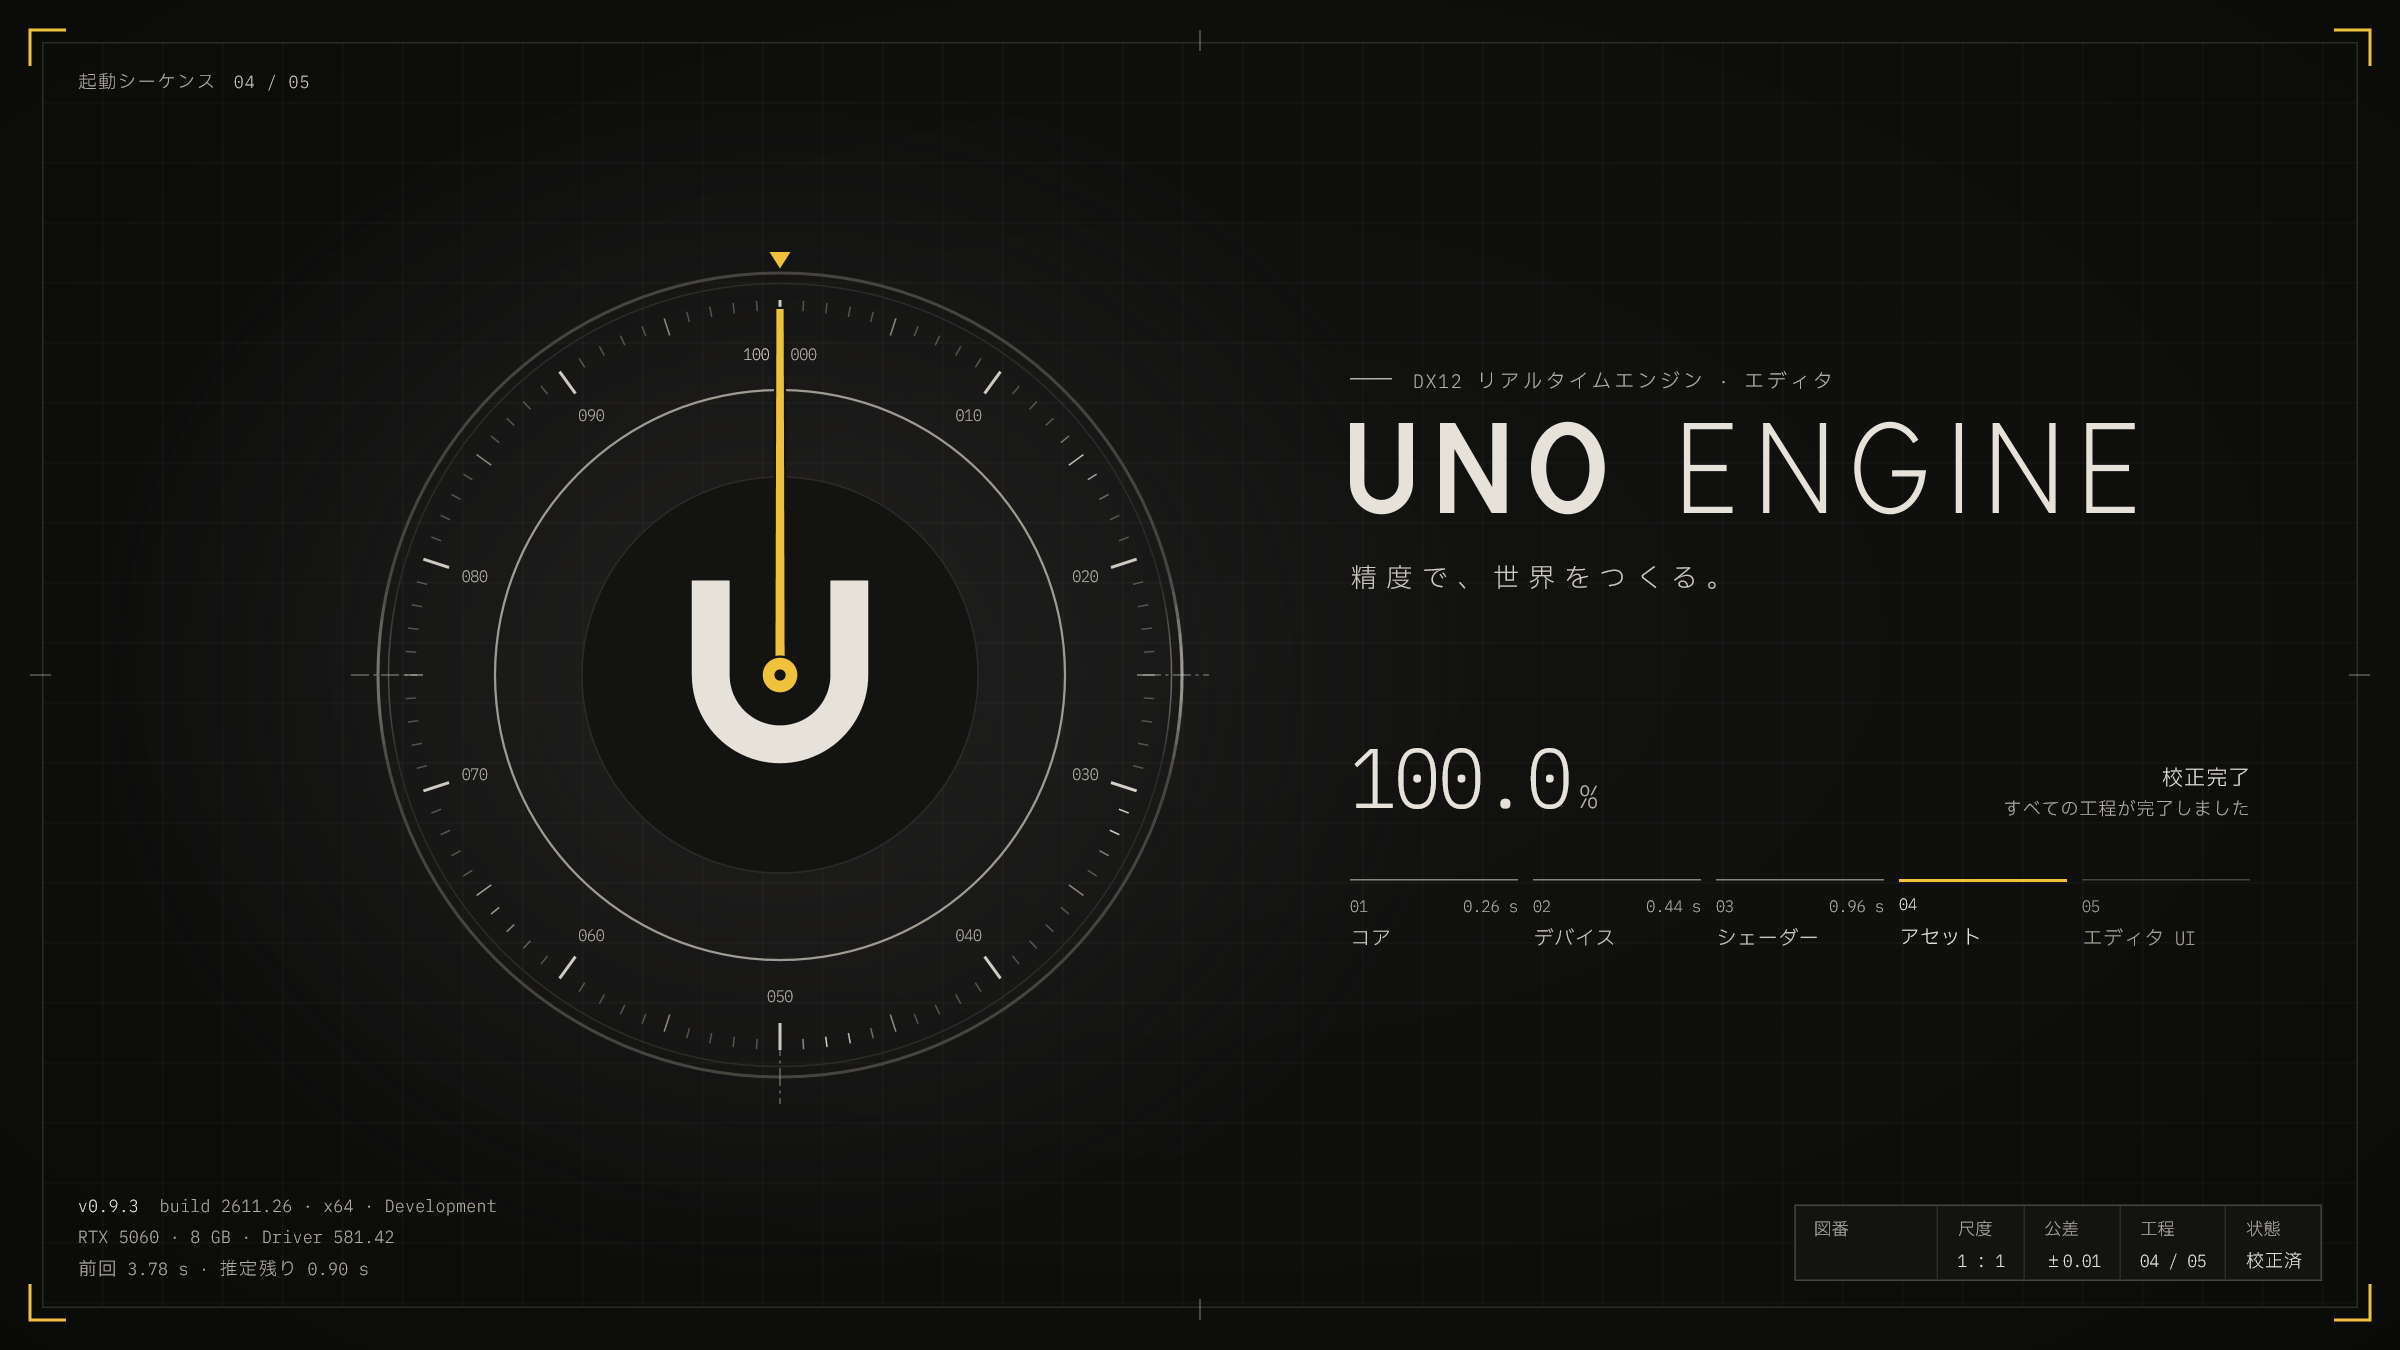 起動シーケンス 04 / 05
100 000
090 010
080 020
070 030
060 040
050
U
DX12 リアルタイムエンジン · エディタ
UNO ENGINE
精度で、世界をつくる。
100.0%
校正完了
すべての工程が完了しました
01 0.26 s 02 0.44 s 03 0.96 s 04 05
コア デバイス シェーダー アセット エディタ UI
v0.9.3 build 2611.26 · x64 · Development
RTX 5060 · 8 GB · Driver 581.42
前回 3.78 s · 推定残り 0.90 s
図番 尺度 公差 工程 状態
1 : 1 ±0.01 04 / 05 校正済